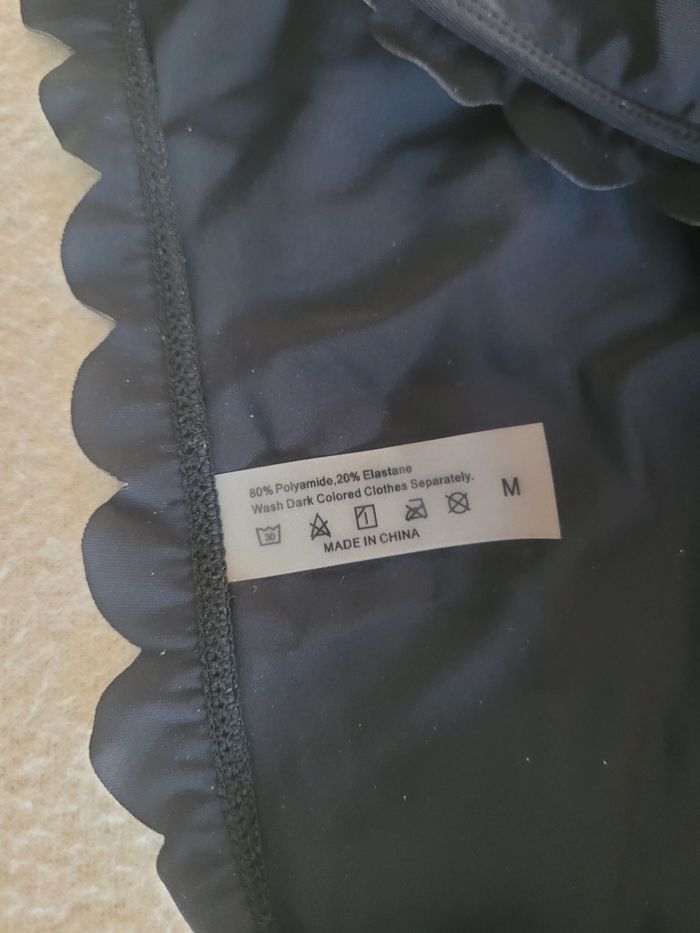 80% Polyamide,20% Elastane
Wash Dark Colored Clothes Separately.
M
30
MADE IN CHINA